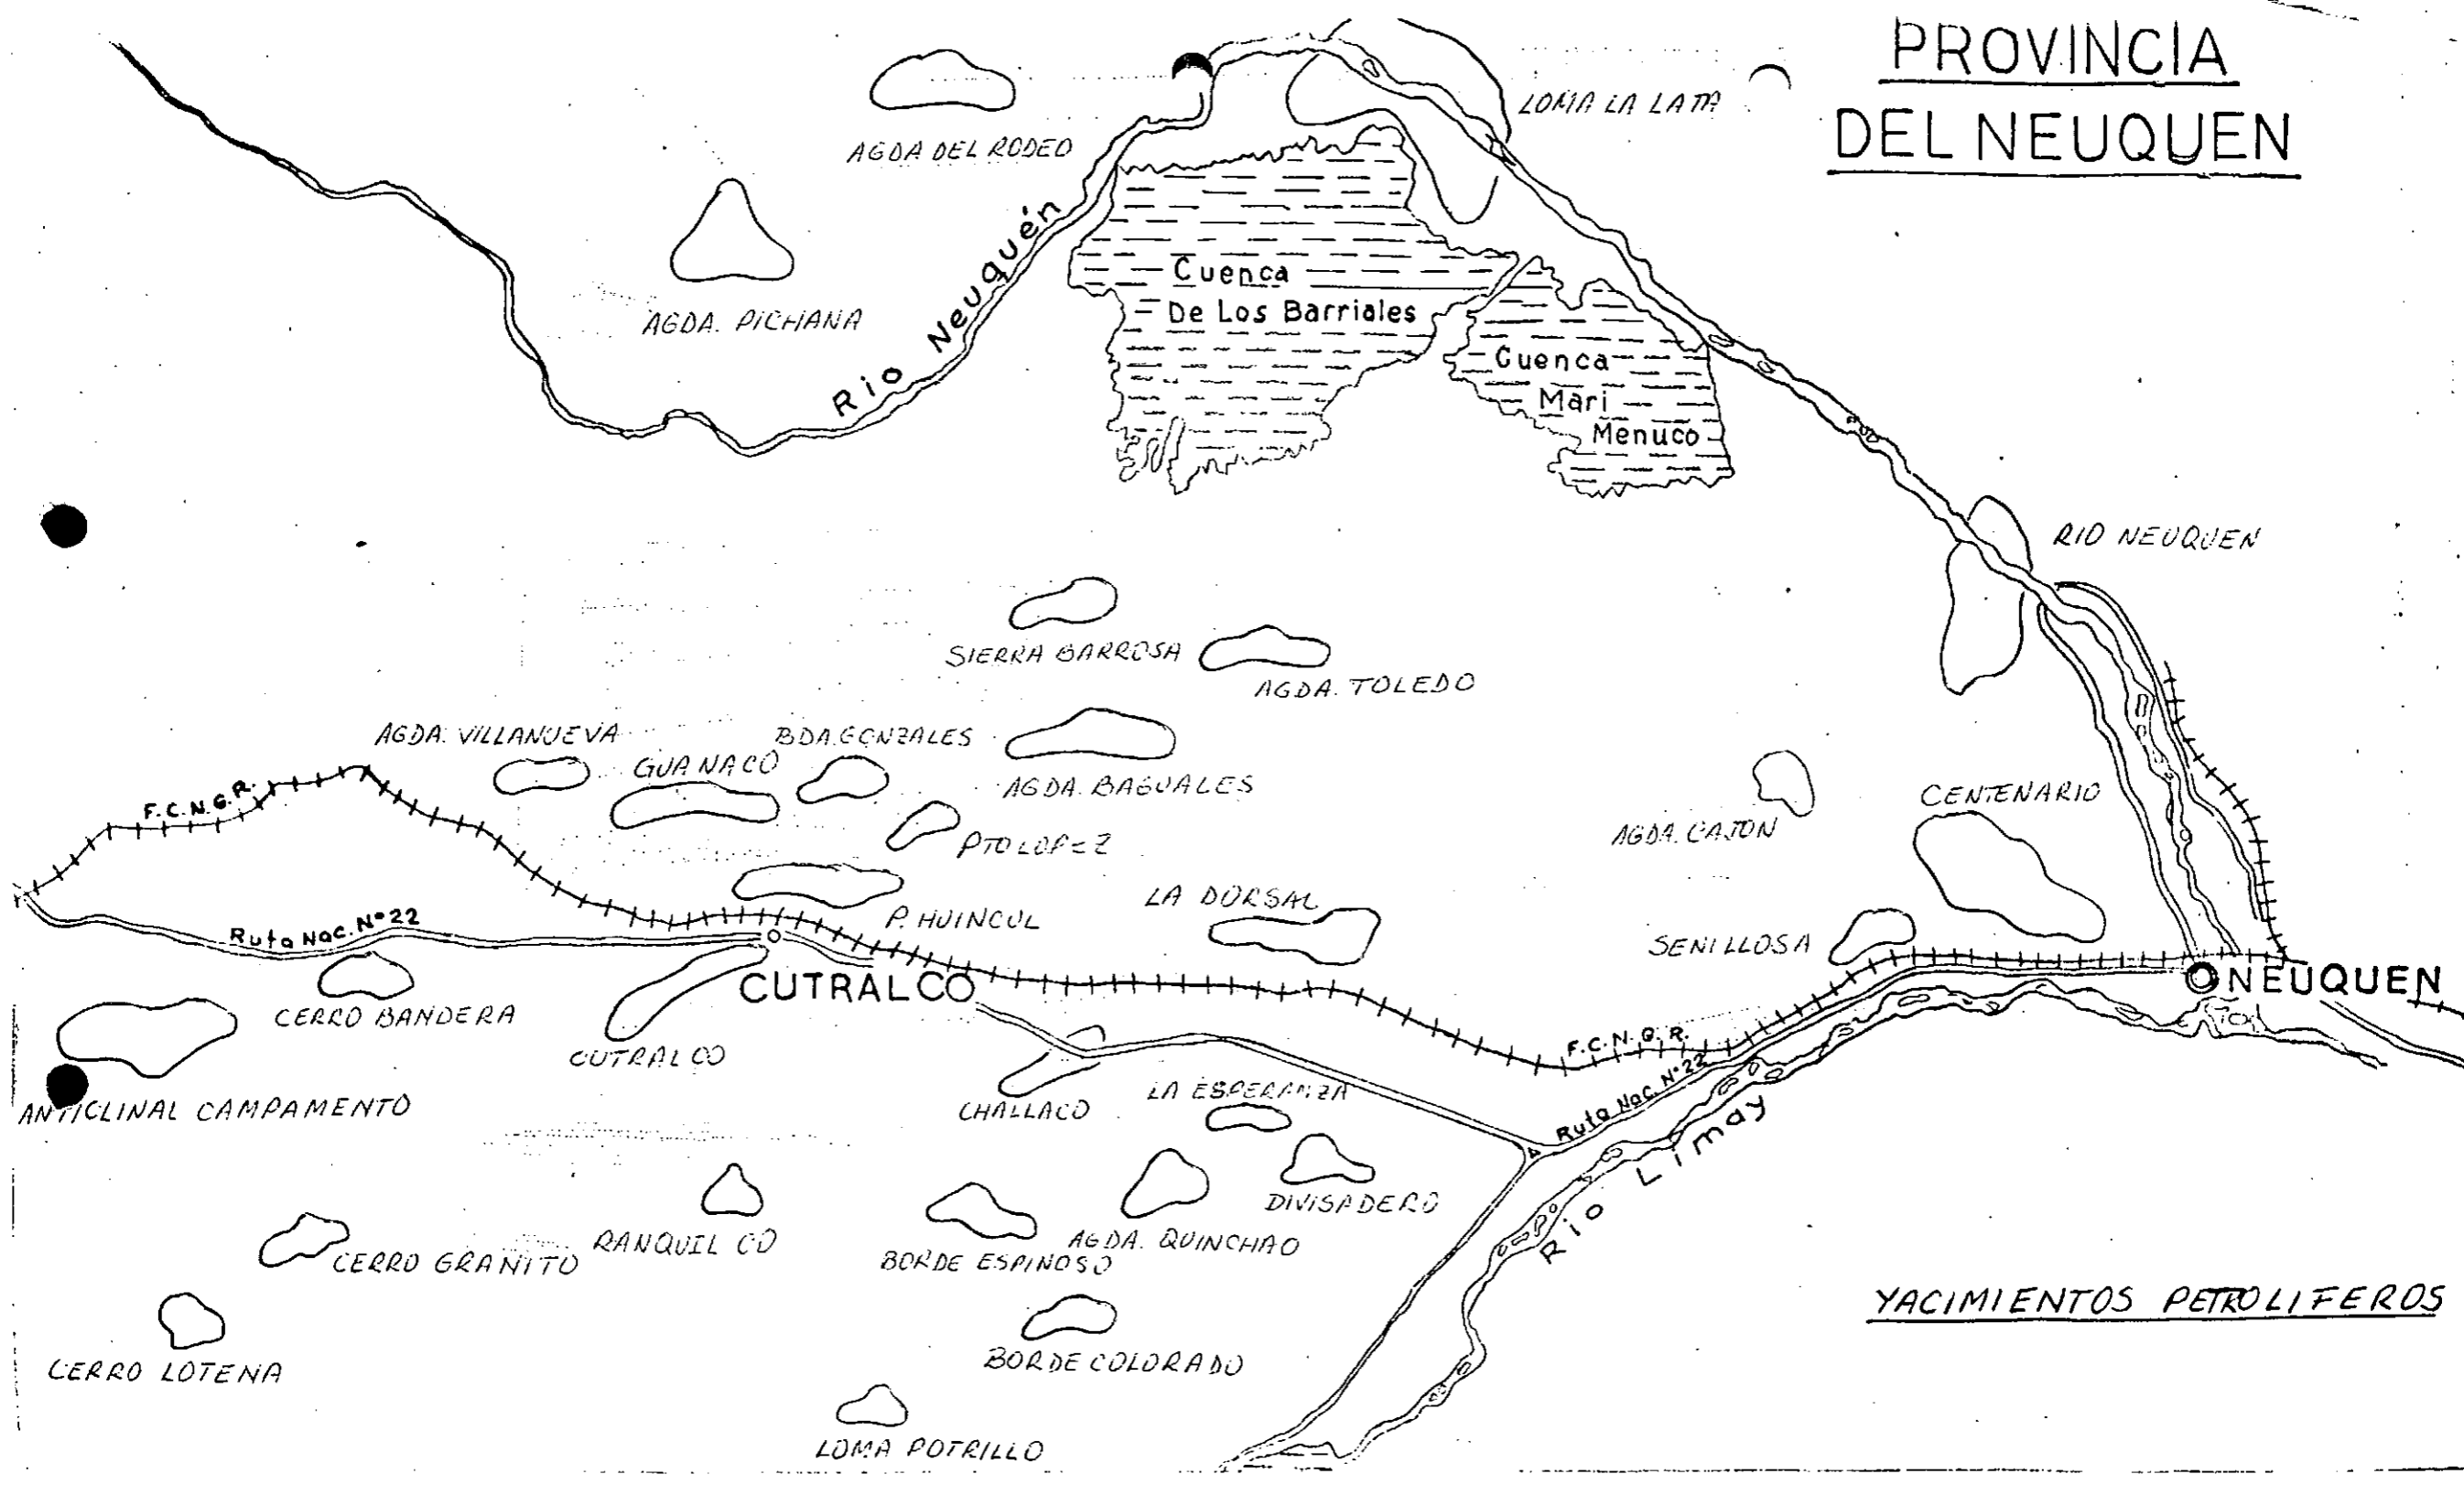 PROVINCIA
DEL NEUQUEN
LOMA LA LATA
AGDA DEL RODEO
AGDA. PICHANA
Rio Neuquén
Cuenca
De Los Barriales
Cuenca
Mari
Menuco
RIO NEUQUEN
SIERRA BARROSA
AGDA. TOLEDO
AGDA. VILLANUEVA
GUANACO
BDA. GONZALES
AGDA. BAGUALES
PTO LOPEZ
AGDA. CAJON
CENTENARIO
F.C.N.G.R.
P. HUINCUL
LA DORSAL
SENILLOSA
Ruta Nac. N° 22
CUTRALCO
NEUQUEN
CERRO BANDERA
CUTRALCO
ANTICLINAL CAMPAMENTO
CHALLACO
LA ESPERANZA
F.C.N.G.R.
Ruta Nac. N° 22
Rio Limay
DIVISADERO
RANQUIL CO
CERRO GRANITO
BORDE ESPINOSO
AGDA. QUINCHAO
YACIMIENTOS PETROLIFEROS
CERRO LOTENA
BORDE COLORADO
LOMA POTRILLO